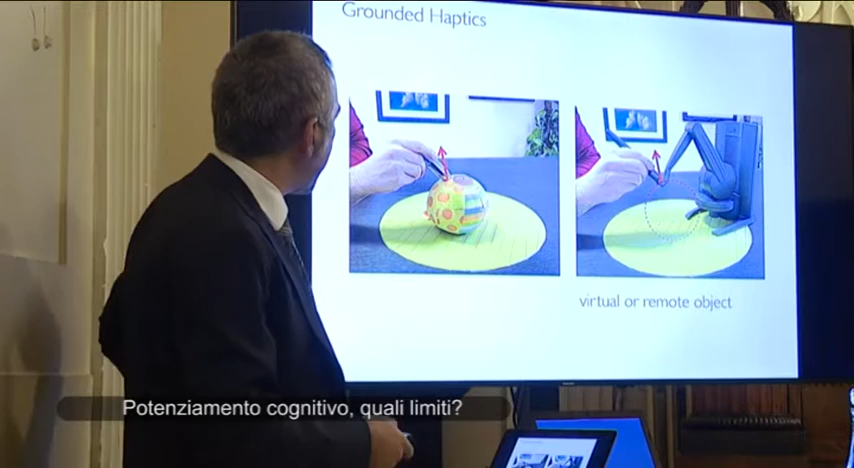 Grounded Haptics
virtual or remote object
Potenziamento cognitivo, quali limiti?